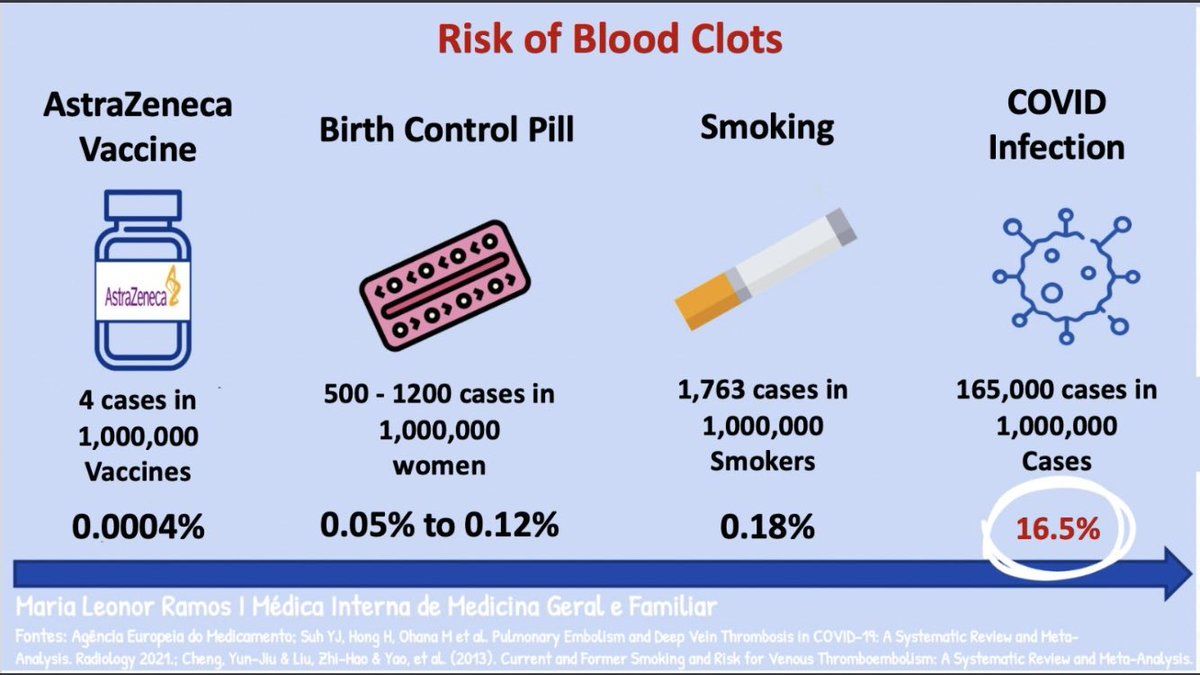 Risk of Blood Clots
AstraZeneca
Vaccine
AstraZeneca
4 cases in
1,000,000
Vaccines
0.0004%
Birth Control Pill
500 - 1200 cases in
1,000,000
women
0.05% to 0.12%
Smoking
1,763 cases in
1,000,000
Smokers
0.18%
COVID
Infection
165,000 cases in
1,000,000
Cases
16.5%
Maria Leonor Ramos I Médica Interna de Medicina Geral e Familiar
Fontes: Agência Europeia do Medicamento; Suh YJ, Hong H, Ohana M et al. Pulmonary Embolism and Deep Vein Thrombosis in COVID-19: A Systematic Review and Meta-
Analysis. Radiology 2021.; Cheng, Yun-Jiu & Liu, Zhi-Hao & Yao, et al. (2013). Current and Former Smoking and Risk for Venous Thromboembolism: A Systematic Review and Meta-Analysis.